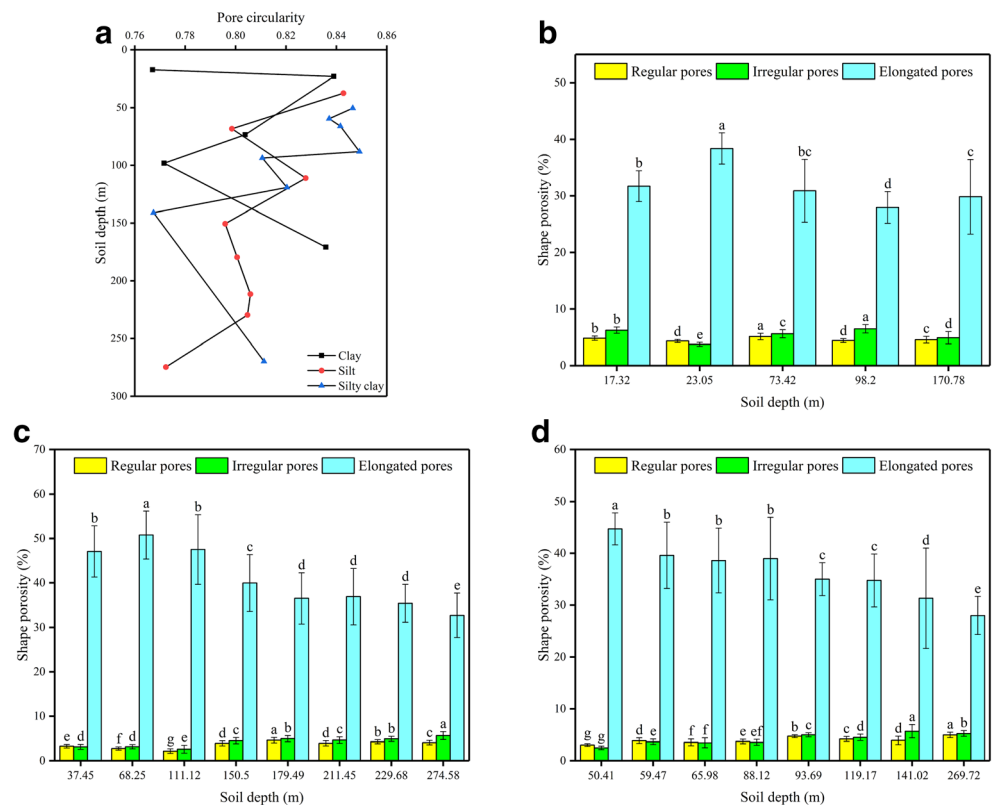 a
Pore circularity
0.76 0.78 0.80 0.82 0.84 0.86
0
50
100
150
200
250
300
Soil depth (m)
Clay
Silt
Silty clay
b
Regular pores Irregular pores Elongated pores
50
40
30
20
10
0
Shape porosity (%)
b b b
d e a
a c bc
d a d
c c c
17.32 23.05 73.42 98.2 170.78
Soil depth (m)
c
Regular pores Irregular pores Elongated pores
70
60
50
40
30
20
10
0
Shape porosity (%)
e d b
f d a
g e b
d c c
a b d
d c d
b b d
c a e
37.45 68.25 111.12 150.5 179.49 211.45 229.68 274.58
Soil depth (m)
d
Regular pores Irregular pores Elongated pores
60
50
40
30
20
10
0
Shape porosity (%)
g g a
d e b
f f b
e ef b
b c c
c d c
d a d
a b e
50.41 59.47 65.98 88.12 93.69 119.17 141.02 269.72
Soil depth (m)